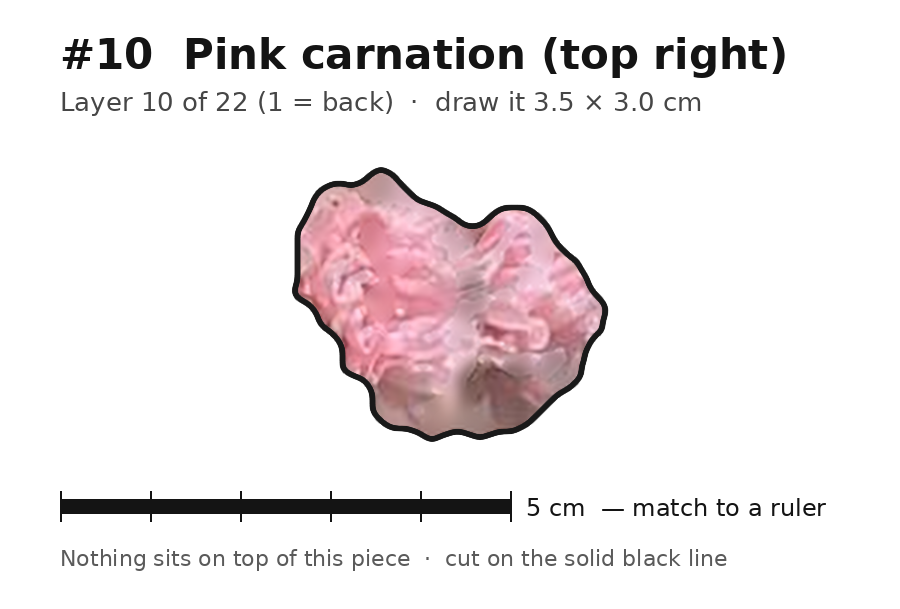 #10 Pink carnation (top right)
Layer 10 of 22 (1 = back) · draw it 3.5 × 3.0 cm
5 cm — match to a ruler
Nothing sits on top of this piece · cut on the solid black line